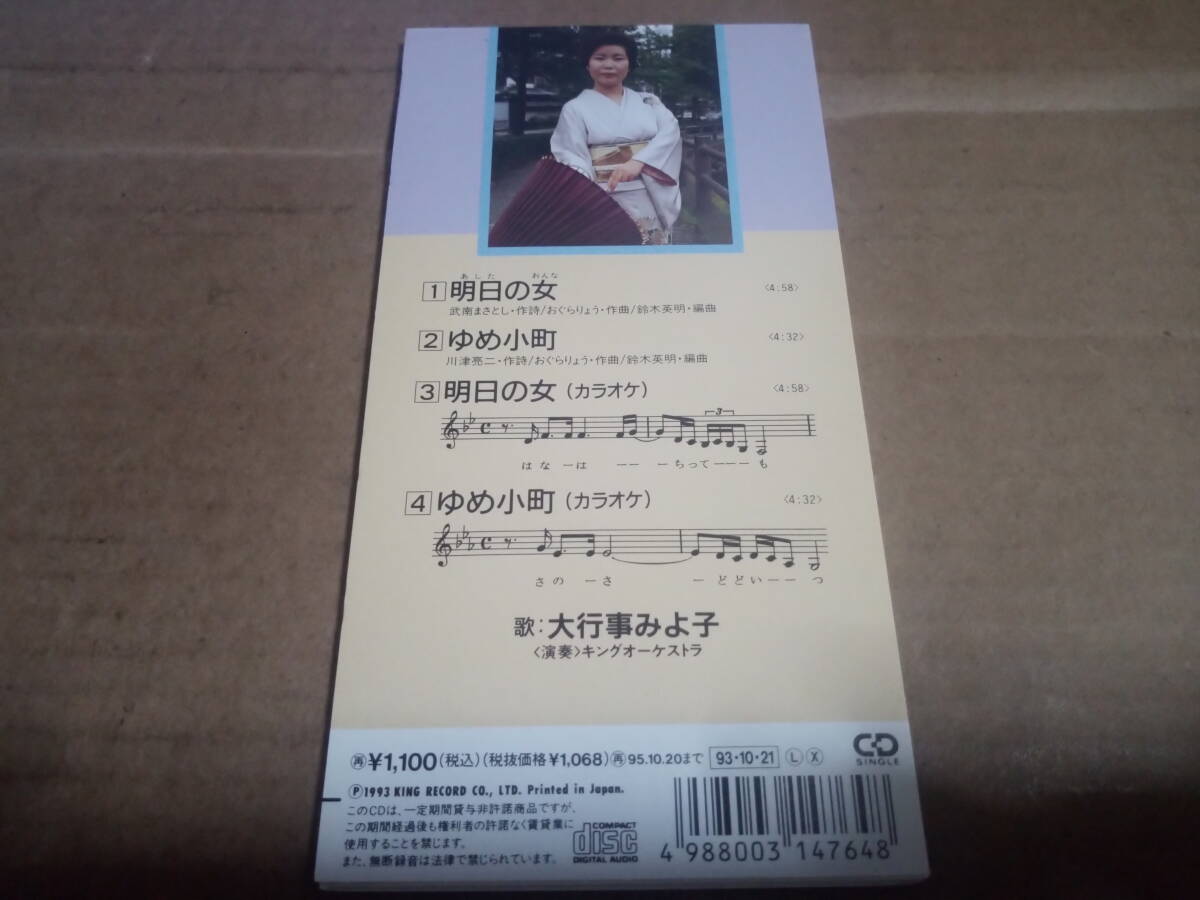 あした おんな
1 明日の女 〈4:58〉
武南まさとし・作詩/おぐらりょう・作曲/鈴木英明・編曲
2 ゆめ小町 〈4:32〉
川津亮二・作詩/おぐらりょう・作曲/鈴木英明・編曲
3 明日の女(カラオケ) 〈4:58〉
3
はなーは ーー ーちってーーーも
4 ゆめ小町(カラオケ) 〈4:32〉
さのーさ ーどどいーーつ
歌:大行事みよ子
〈演奏〉キングオーケストラ
再¥1,100(税込)(税抜価格¥1,068)再95.10.20まで 93・10・21 L X
CD SINGLE
Ⓟ1993 KING RECORD CO., LTD. Printed in Japan.
このCDは、一定期間貸与非許諾商品ですが、
この期間経過後も権利者の許諾なく賃貸業に
使用することを禁じます。
また、無断録音は法律で禁じられています。
COMPACT
disc
DIGITAL AUDIO
4 988003 147648